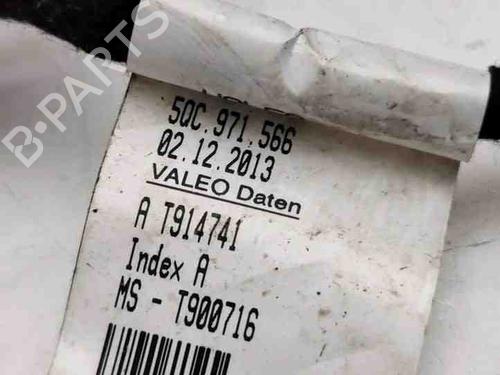 B-PARTS
5QC.971.566
02.12.2013
VALEO Daten
A T914741
Index A
MS - T900716